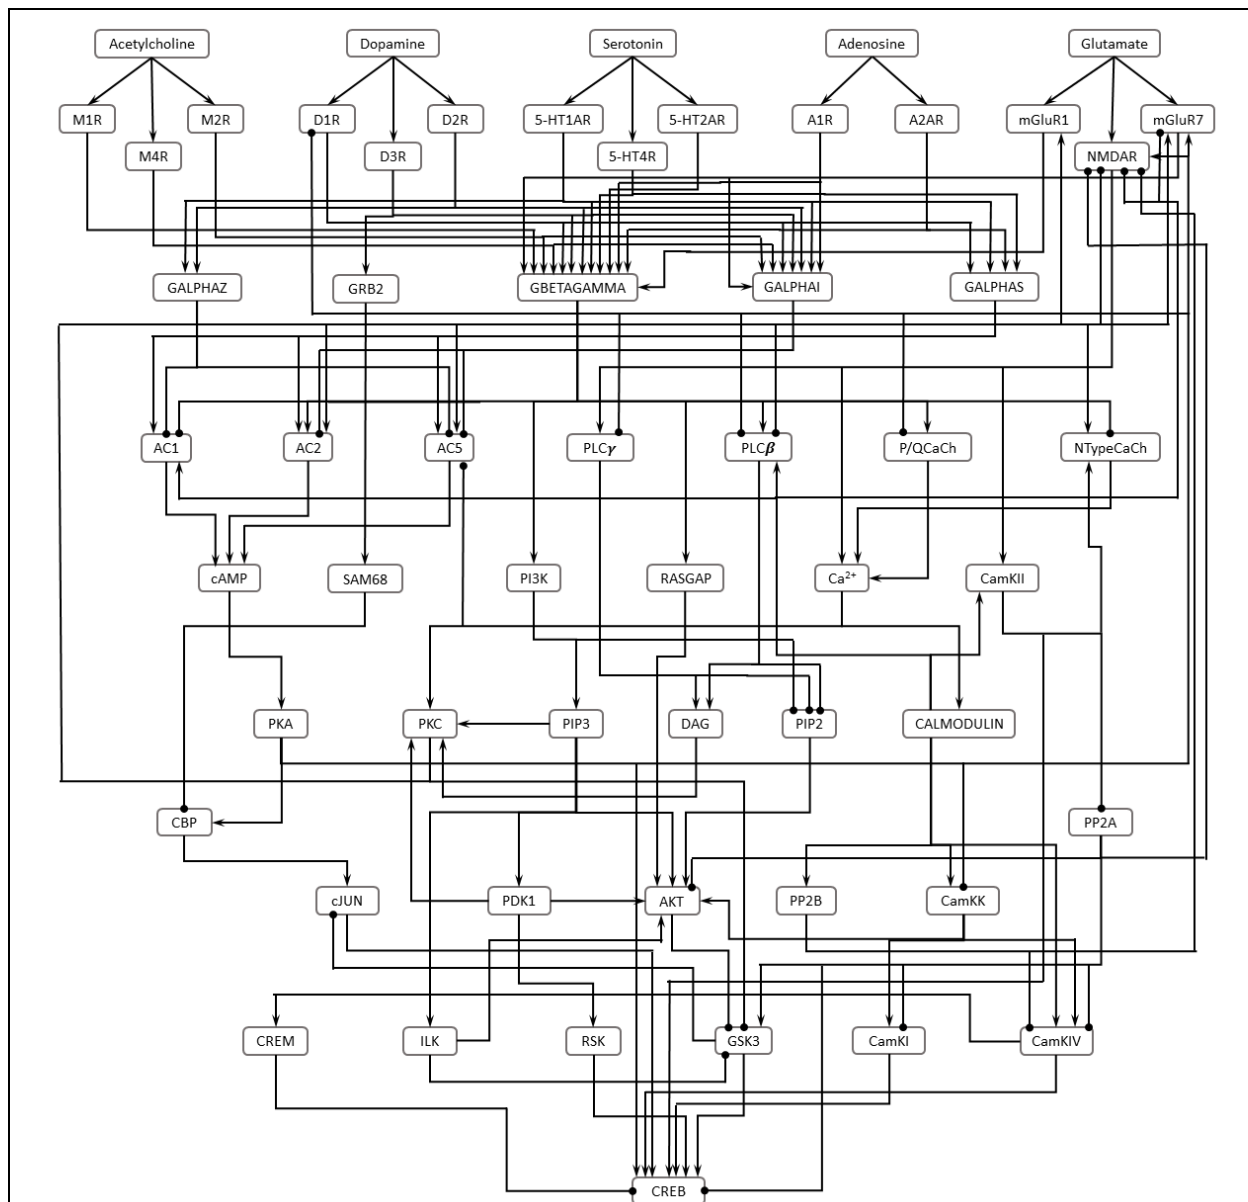 Acetylcholine
Dopamine
Serotonin
Adenosine
Glutamate
M1R
M2R
D1R
D2R
5-HT1AR
5-HT2AR
A1R
A2AR
mGluR1
mGluR7
M4R
D3R
5-HT4R
NMDAR
GALPHAZ
GRB2
GBETAGAMMA
GALPHAI
GALPHAS
AC1
AC2
AC5
PLCγ
PLCβ
P/QCaCh
NTypeCaCh
cAMP
SAM68
PI3K
RASGAP
Ca²⁺
CamKII
PKA
PKC
PIP3
DAG
PIP2
CALMODULIN
CBP
PP2A
cJUN
PDK1
AKT
PP2B
CamKK
CREM
ILK
RSK
GSK3
CamKI
CamKIV
CREB